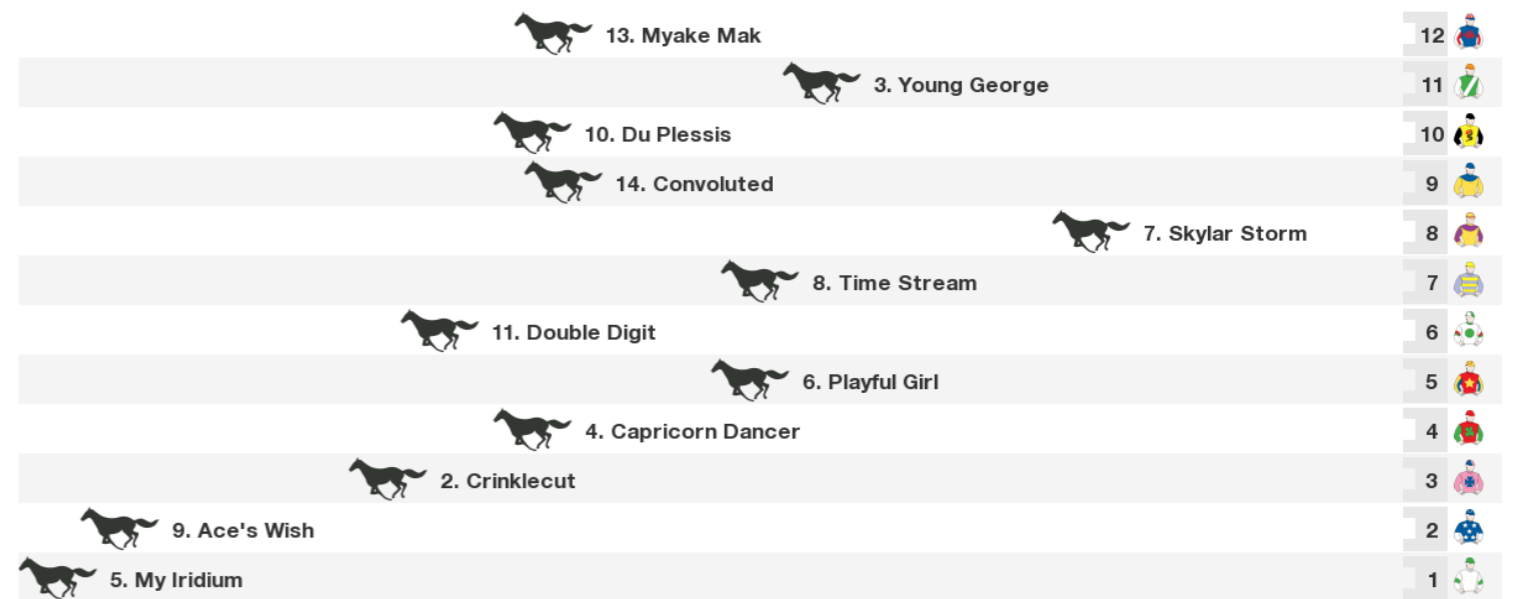 13. Myake Mak 12
3. Young George 11
10. Du Plessis 10
14. Convoluted 9
7. Skylar Storm 8
8. Time Stream 7
11. Double Digit 6
6. Playful Girl 5
4. Capricorn Dancer 4
2. Crinklecut 3
9. Ace's Wish 2
5. My Iridium 1